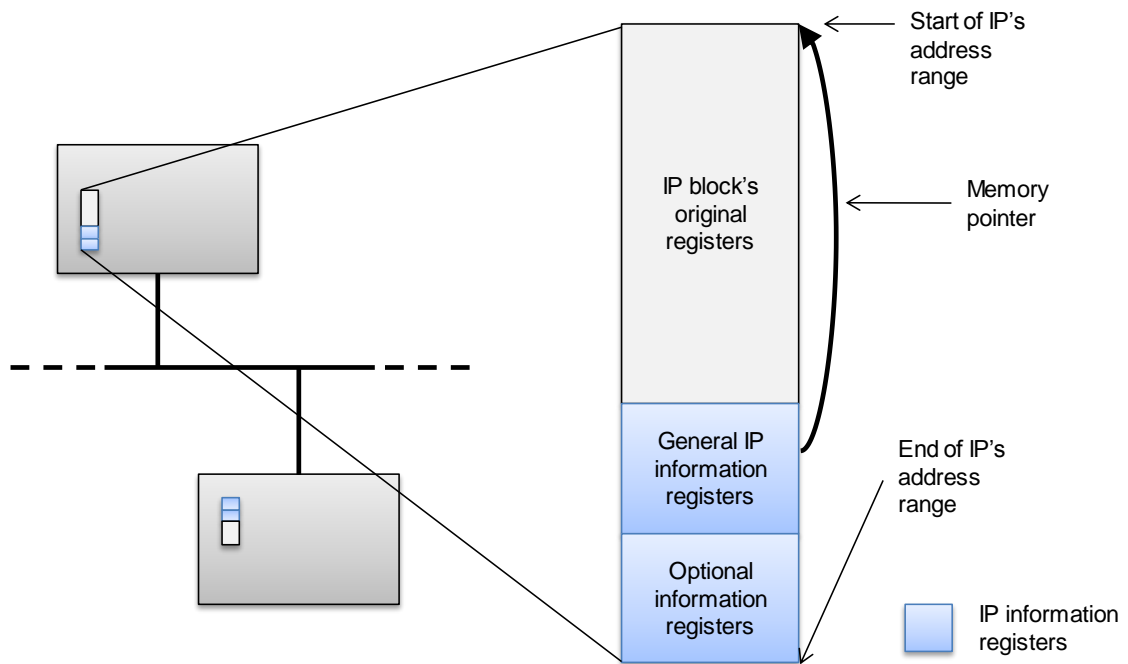 Start of IP's
address
range
IP block's
original
registers
Memory
pointer
General IP
information
registers
End of IP's
address
range
Optional
information
registers
IP information
registers